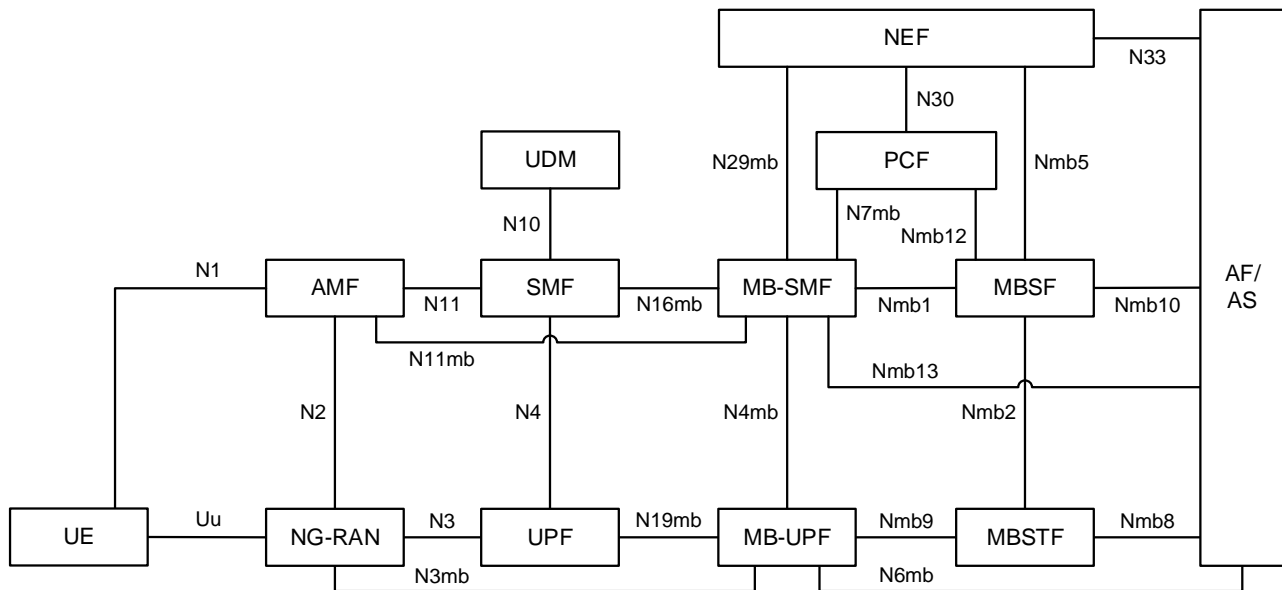 NEF
N33
N30
UDM
N29mb
PCF
Nmb5
N10
N7mb
Nmb12
N1
AMF
N11
SMF
N16mb
MB-SMF
Nmb1
MBSF
Nmb10
AF/
AS
N11mb
Nmb13
N2
N4
N4mb
Nmb2
UE
Uu
NG-RAN
N3
UPF
N19mb
MB-UPF
Nmb9
MBSTF
Nmb8
N3mb
N6mb